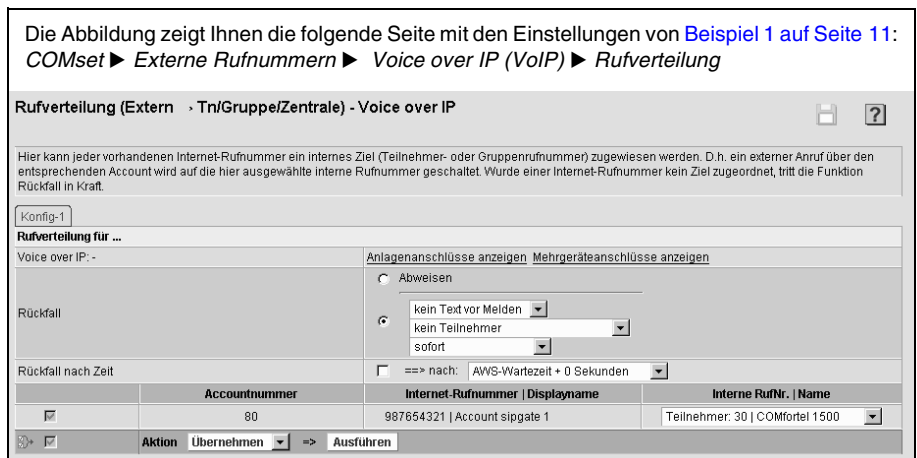 Die Abbildung zeigt Ihnen die folgende Seite mit den Einstellungen von Beispiel 1 auf Seite 11:
COMset ► Externe Rufnummern ► Voice over IP (VoIP) ► Rufverteilung
Rufverteilung (Extern → Tn/Gruppe/Zentrale) - Voice over IP
?
Hier kann jeder vorhandenen Internet-Rufnummer ein internes Ziel (Teilnehmer- oder Gruppenrufnummer) zugewiesen werden. D.h. ein externer Anruf über den
entsprechenden Account wird auf die hier ausgewählte interne Rufnummer geschaltet. Wurde einer Internet-Rufnummer kein Ziel zugeordnet, tritt die Funktion
Rückfall in Kraft.
Konfig-1
Rufverteilung für ...
Voice over IP: - Anlagenanschlüsse anzeigen Mehrgeräteanschlüsse anzeigen
Abweisen
Rückfall
kein Text vor Melden
kein Teilnehmer
sofort
Rückfall nach Zeit ==> nach: AWS-Wartezeit + 0 Sekunden
Accountnummer Internet-Rufnummer | Displayname Interne RufNr. | Name
80 987654321 | Account sipgate 1 Teilnehmer: 30 | COMfortel 1500
Aktion Übernehmen => Ausführen